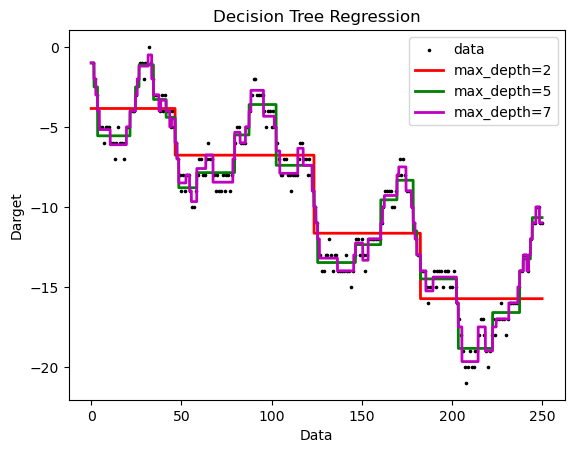 Decision Tree Regression
data
max_depth=2
max_depth=5
max_depth=7
0
−5
−10
−15
−20
Darget
0 50 100 150 200 250
Data